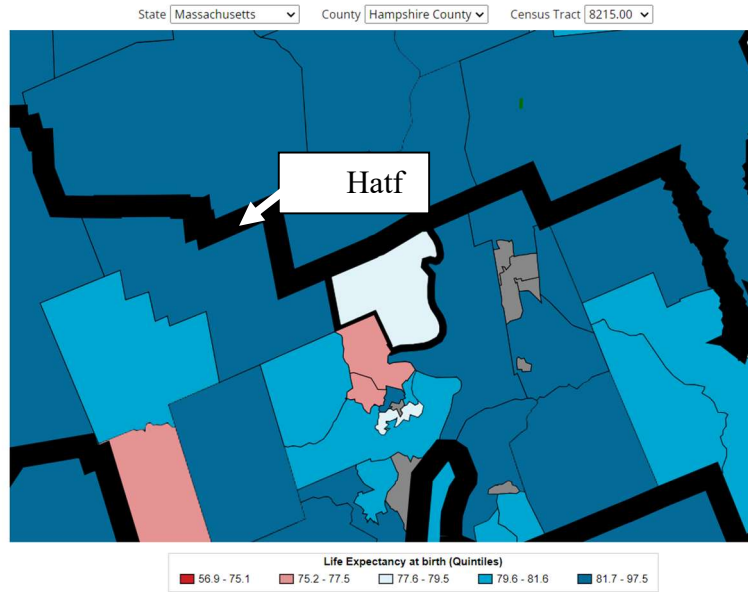 State Massachusetts County Hampshire County Census Tract 8215.00
Hatf
Life Expectancy at birth (Quintiles)
56.9 - 75.1 75.2 - 77.5 77.6 - 79.5 79.6 - 81.6 81.7 - 97.5